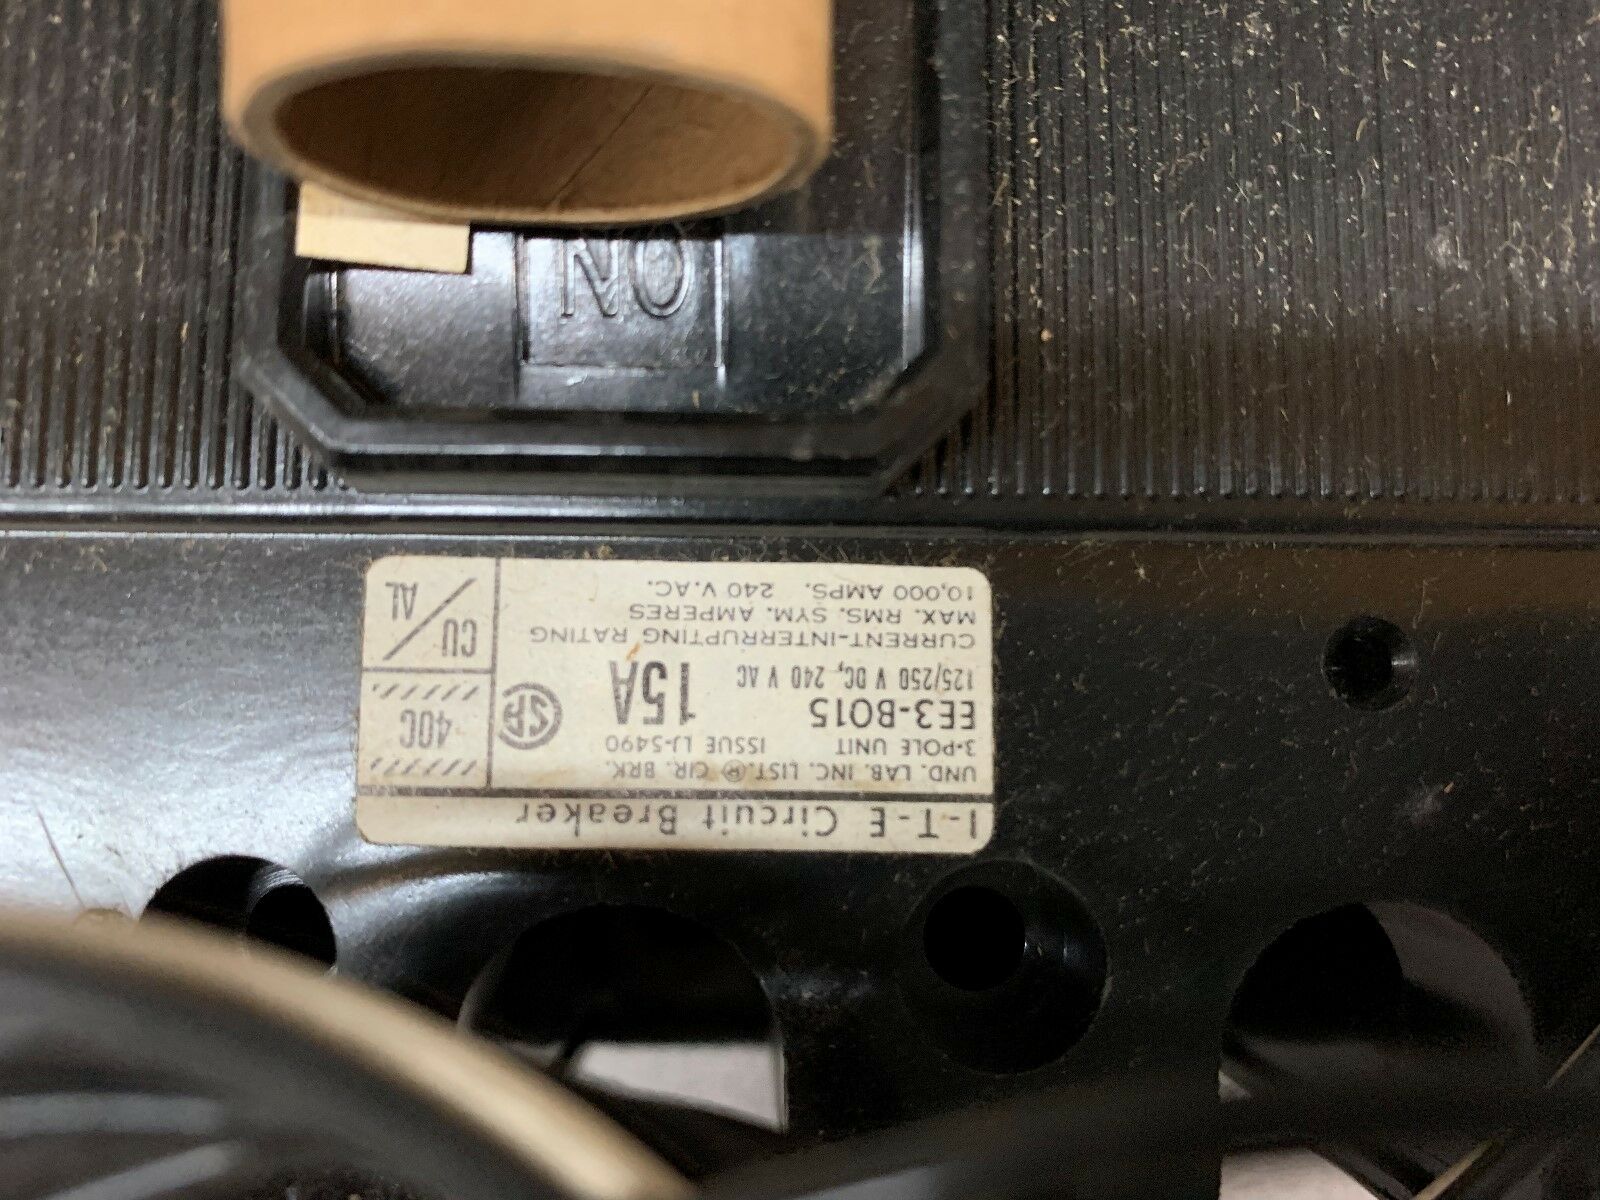 I-T-E Circuit Breaker
UND. LAB. INC. LIST.® CIR. BRK.
3-POLE UNIT ISSUE LJ-5490
EE3-B015 15A
125/250 V DC, 240 V AC
CURRENT-INTERRUPTING RATING
MAX. RMS. SYM. AMPERES
10,000 AMPS. 240 V.AC.
SA
40C
CU/AL
ON